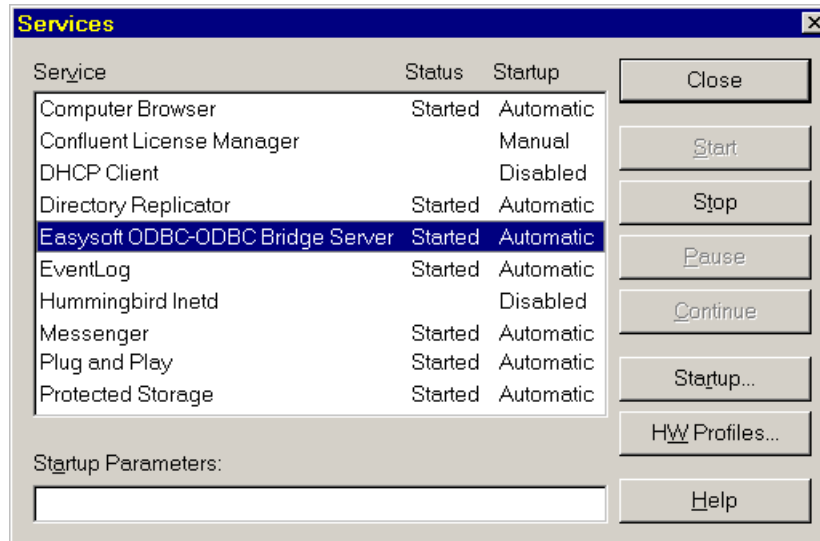 Services
Service Status Startup
Computer Browser Started Automatic
Confluent License Manager Manual
DHCP Client Disabled
Directory Replicator Started Automatic
Easysoft ODBC-ODBC Bridge Server Started Automatic
EventLog Started Automatic
Hummingbird Inetd Disabled
Messenger Started Automatic
Plug and Play Started Automatic
Protected Storage Started Automatic
Startup Parameters:
Close
Start
Stop
Pause
Continue
Startup...
HW Profiles...
Help